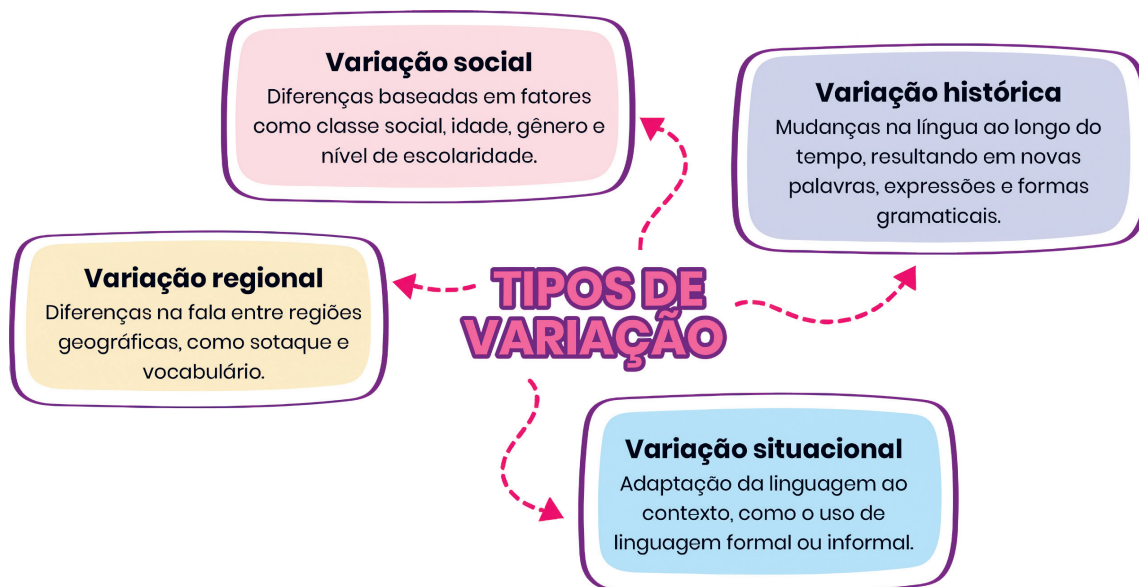 Variação social
Diferenças baseadas em fatores
como classe social, idade, gênero e
nível de escolaridade.
Variação histórica
Mudanças na língua ao longo do
tempo, resultando em novas
palavras, expressões e formas
gramaticais.
Variação regional
Diferenças na fala entre regiões
geográficas, como sotaque e
vocabulário.
TIPOS DE
VARIAÇÃO
Variação situacional
Adaptação da linguagem ao
contexto, como o uso de
linguagem formal ou informal.